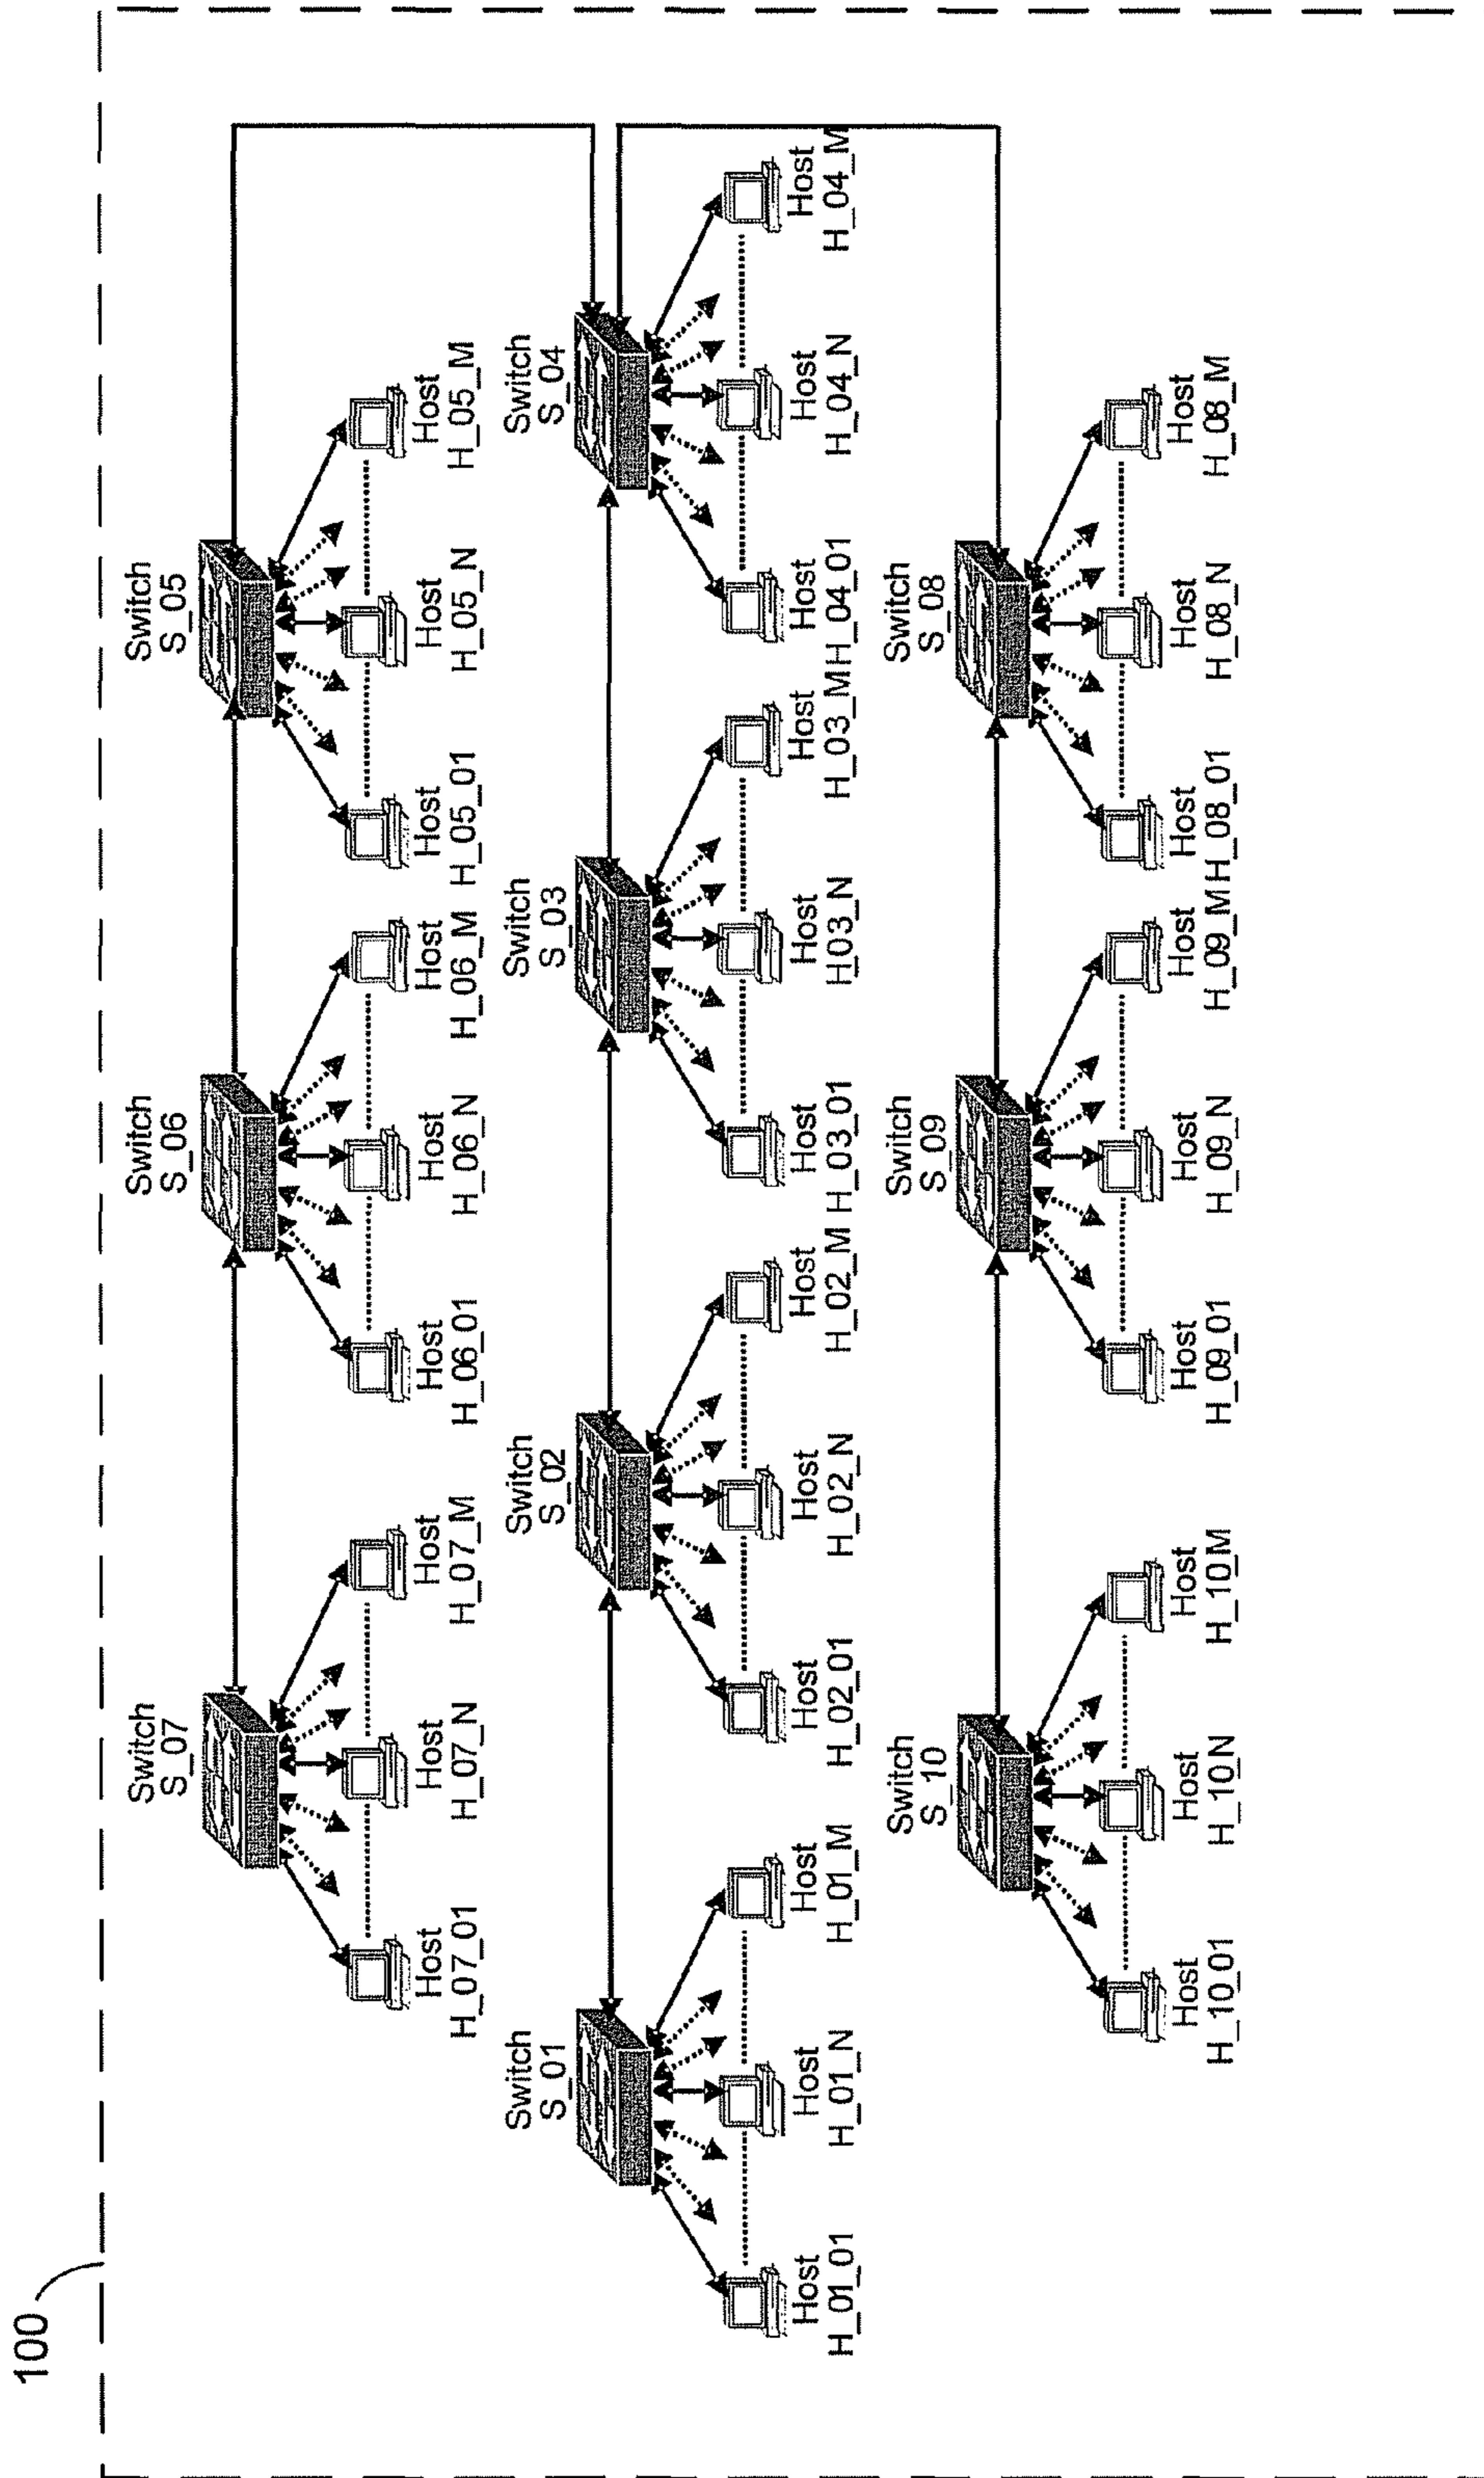 100
Switch
S_07
Switch
S_06
Switch
S_05
Host
H_07_01
Host
H_07_N
Host
H_07_M
Host
H_06_01
Host
H_06_N
Host
H_06_M
Host
H_05_01
Host
H_05_N
Host
H_05_M
Switch
S_01
Switch
S_02
Switch
S_03
Switch
S_04
Host
H_01_01
Host
H_01_N
Host
H_01_M
Host
H_02_01
Host
H_02_N
Host
H_02_M
Host
H_03_01
Host
H03_N
Host
H_03_M
Host
H_04_01
Host
H_04_N
Host
H_04_M
Switch
S_10
Switch
S_09
Switch
S_08
Host
H_10_01
Host
H_10_N
Host
H_10_M
Host
H_09_01
Host
H_09_N
Host
H_09_M
Host
H_08_01
Host
H_08_N
Host
H_08_M